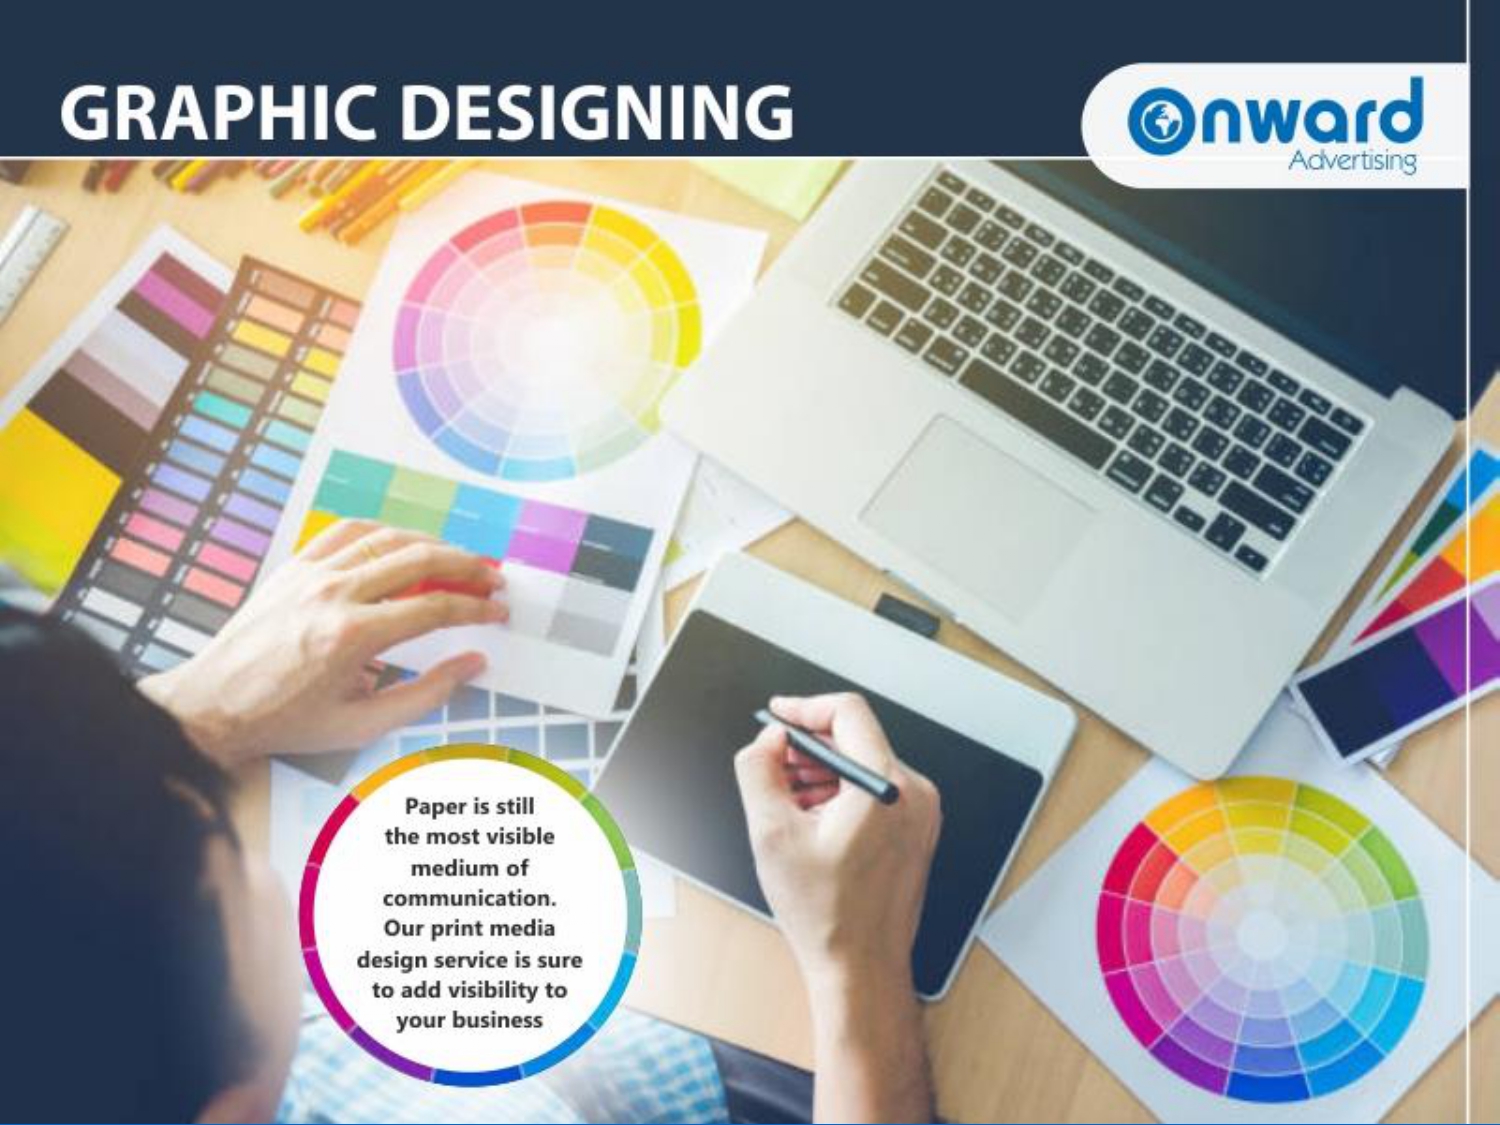 GRAPHIC DESIGNING
Onward
Advertising
Paper is still
the most visible
medium of
communication.
Our print media
design service is sure
to add visibility to
your business